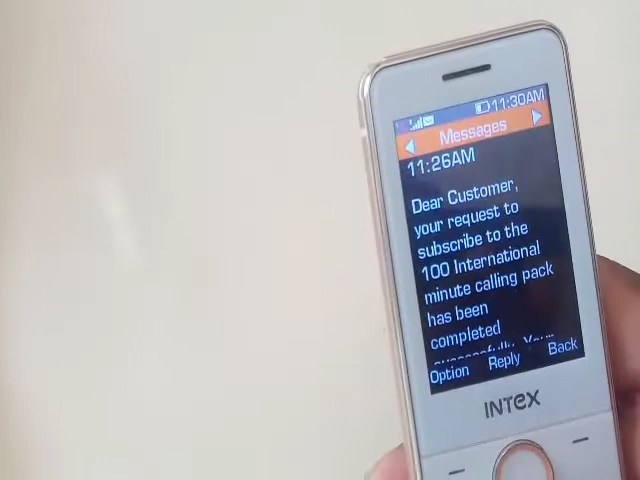 11:30AM
Messages
11:26AM
Dear Customer,
your request to
subscribe to the
100 International
minute calling pack
has been
completed
Option Reply Back
INTEX